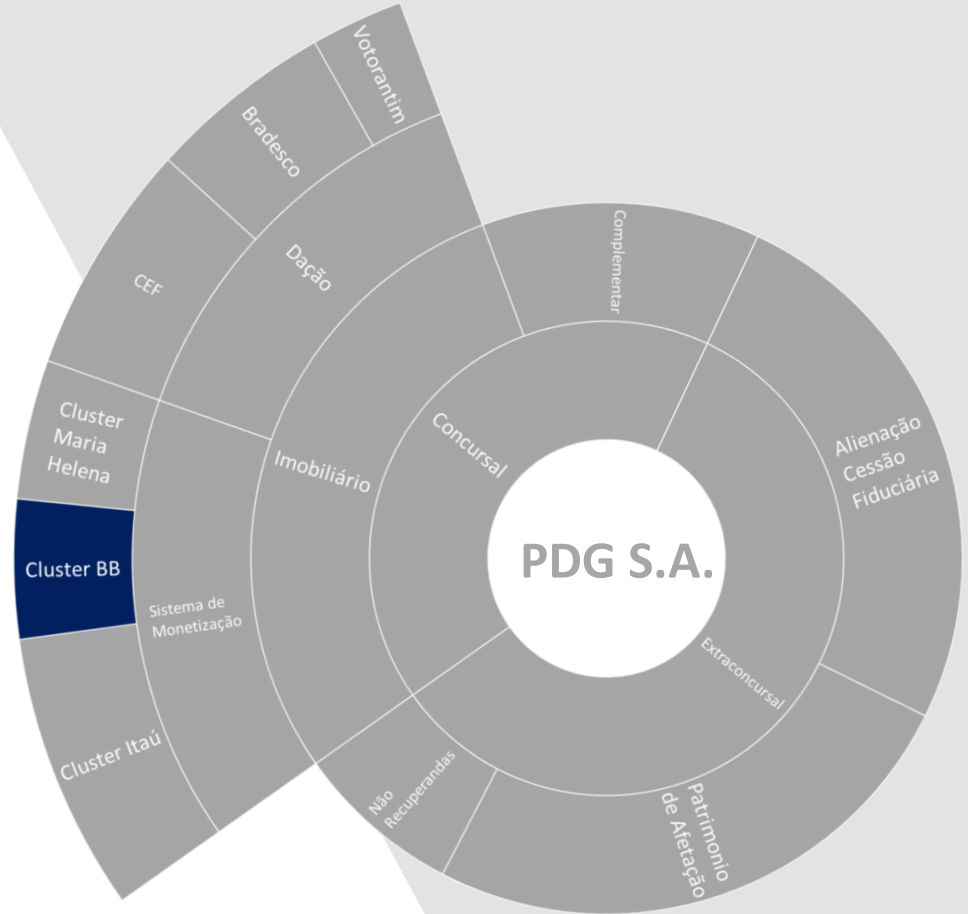 Votorantim
Bradesco
CEF
Dação
Cluster
Maria
Helena
Cluster BB
Cluster Itaú
Sistema de
Monetização
Imobiliário
Concursal
Complementar
PDG S.A.
Alienação
Cessão
Fiduciária
Extraconcursal
Não
Recuperandas
Patrimonio
de Afetação